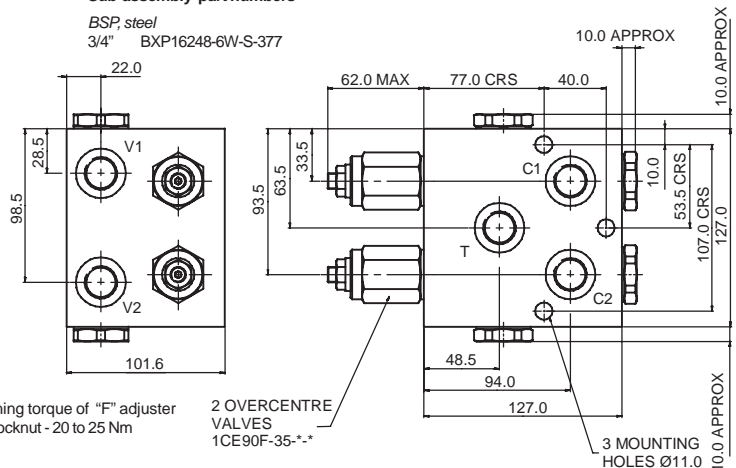 BSP, steel
3/4" BXP16248-6W-S-377
10.0 APPROX
10.0 APPROX
22.0
62.0 MAX
77.0 CRS
40.0
V1
C1
28.5
98.5
93.5
63.5
33.5
10.0
53.5 CRS
107.0 CRS
127.0
T
V2
C2
101.6
48.5
94.0
127.0
ning torque of "F" adjuster
ocknut - 20 to 25 Nm
2 OVERCENTRE
VALVES
1CE90F-35-*-*
3 MOUNTING
HOLES Ø11.0
10.0 APPROX